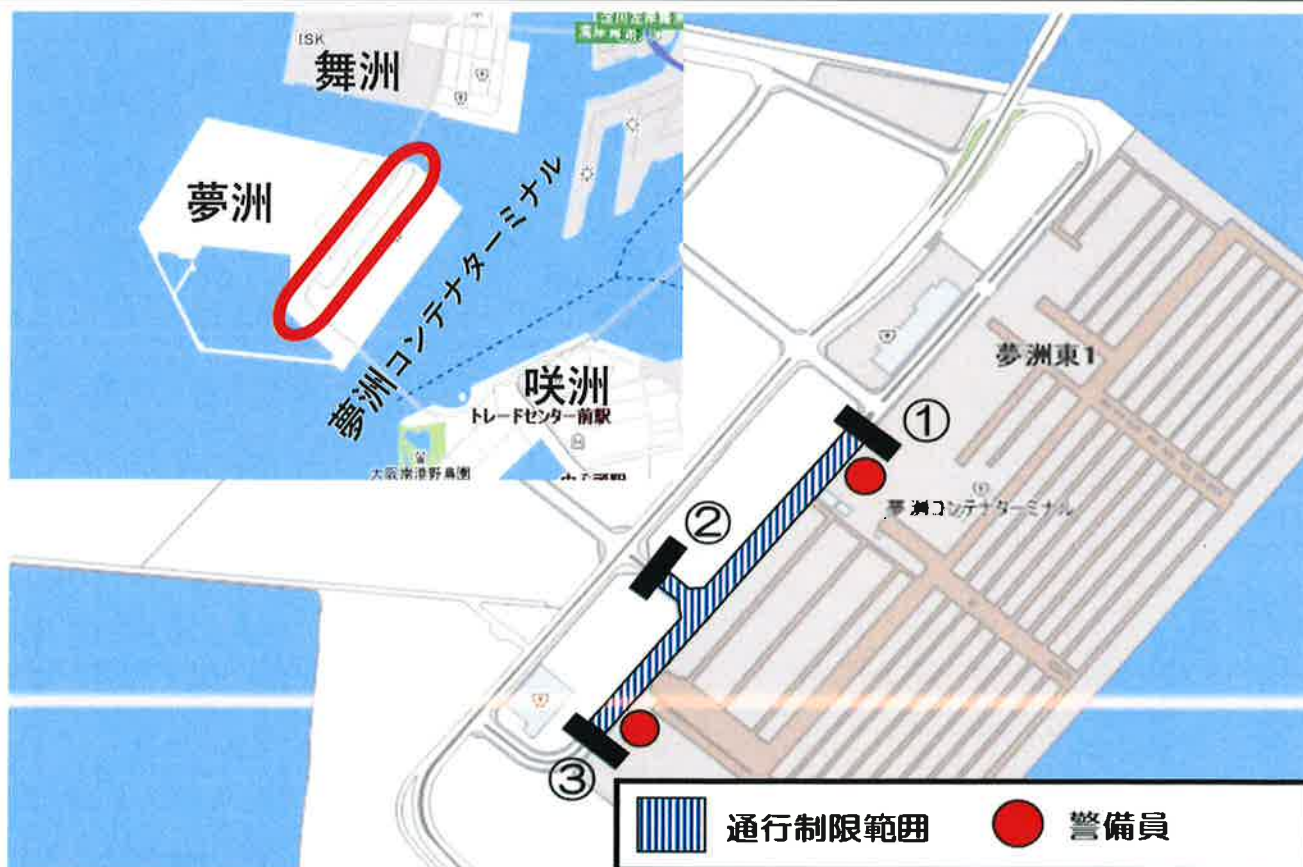 ISK
舞洲
夢洲
夢洲コンテナターミナル
咲洲
トレードセンター前駅
大阪南港野鳥園
夢洲東1
①
夢洲コンテナターミナル
②
③
通行制限範囲
警備員